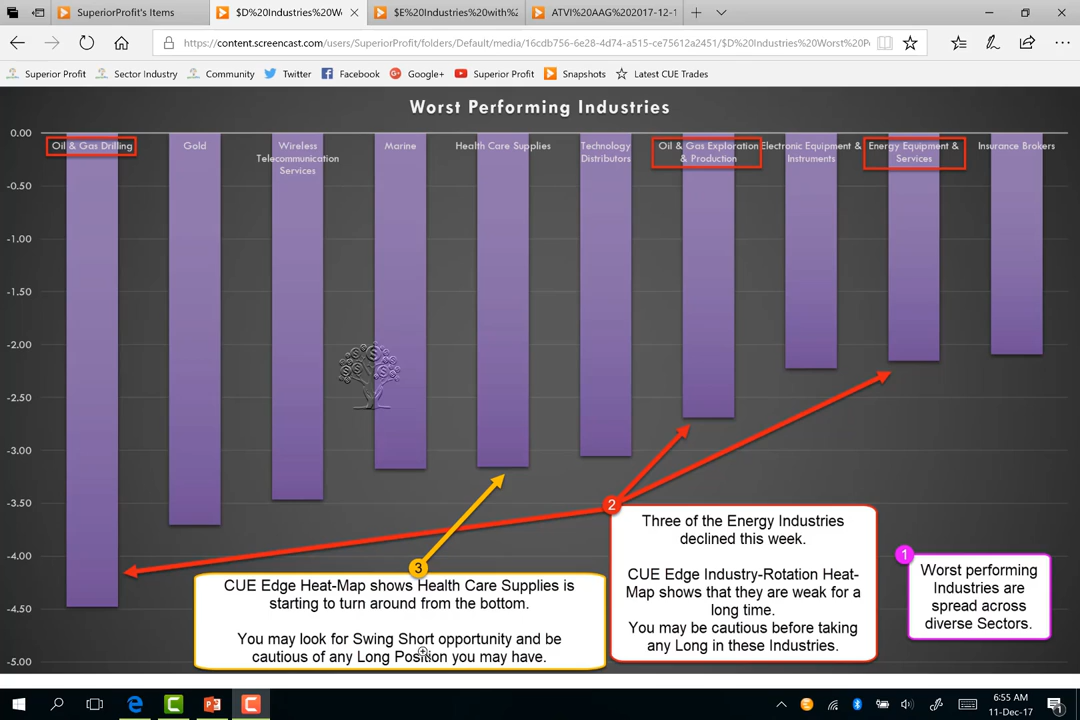 SuperiorProfit's Items
$D%20Industries%20W
$E%20Industries%20with%2
ATVI%20AAG%202017-12-1
https://content.screencast.com/users/SuperiorProfit/folders/Default/media/16cdb756-6e28-4d74-a515-ce75612a2451/$D%20Industries%20Worst%20P
Superior Profit
Sector Industry
Community
Twitter
Facebook
Google+
Superior Profit
Snapshots
Latest CUE Trades
Worst Performing Industries
0.00
-0.50
-1.00
-1.50
-2.00
-2.50
-3.00
-3.50
-4.00
-4.50
-5.00
Oil & Gas Drilling
Gold
Wireless
Telecommunication
Services
Marine
Health Care Supplies
Technology
Distributors
Oil & Gas Exploration
& Production
Electronic Equipment &
Instruments
Energy Equipment &
Services
Insurance Brokers
3
CUE Edge Heat-Map shows Health Care Supplies is
starting to turn around from the bottom.
You may look for Swing Short opportunity and be
cautious of any Long Position you may have.
2
Three of the Energy Industries
declined this week.
CUE Edge Industry-Rotation Heat-
Map shows that they are weak for a
long time.
You may be cautious before taking
any Long in these Industries.
1
Worst performing
Industries are
spread across
diverse Sectors.
6:55 AM
11-Dec-17
1